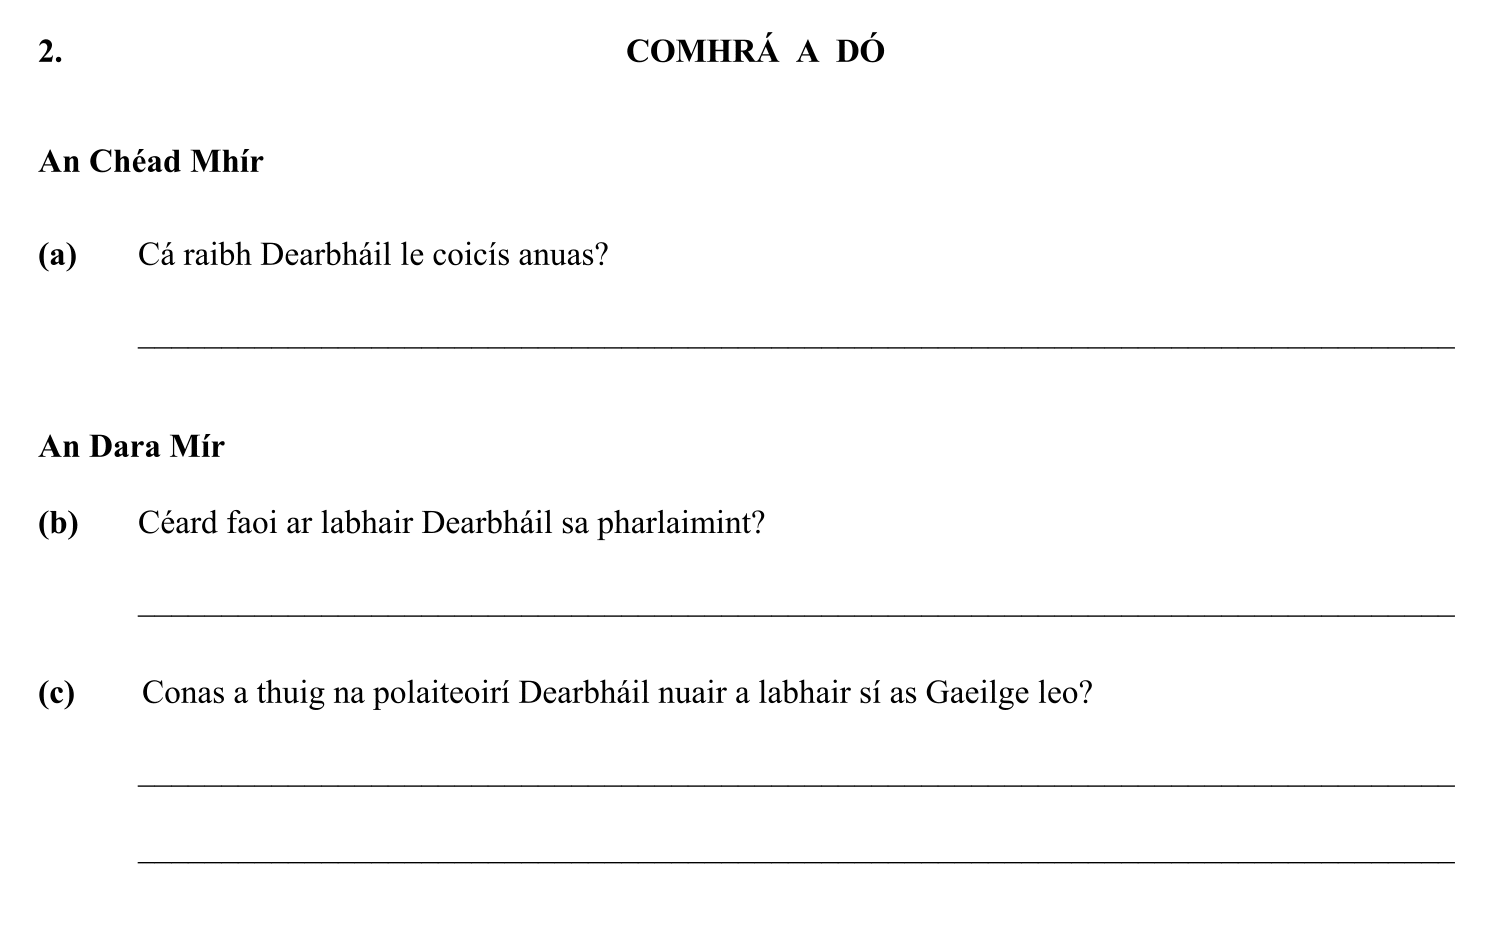 2. COMHRÁ A DÓ
An Chéad Mhír
(a) Cá raibh Dearbháil le coicís anuas?
An Dara Mír
(b) Céard faoi ar labhair Dearbháil sa pharlaimint?
(c) Conas a thuig na polaiteoirí Dearbháil nuair a labhair sí as Gaeilge leo?